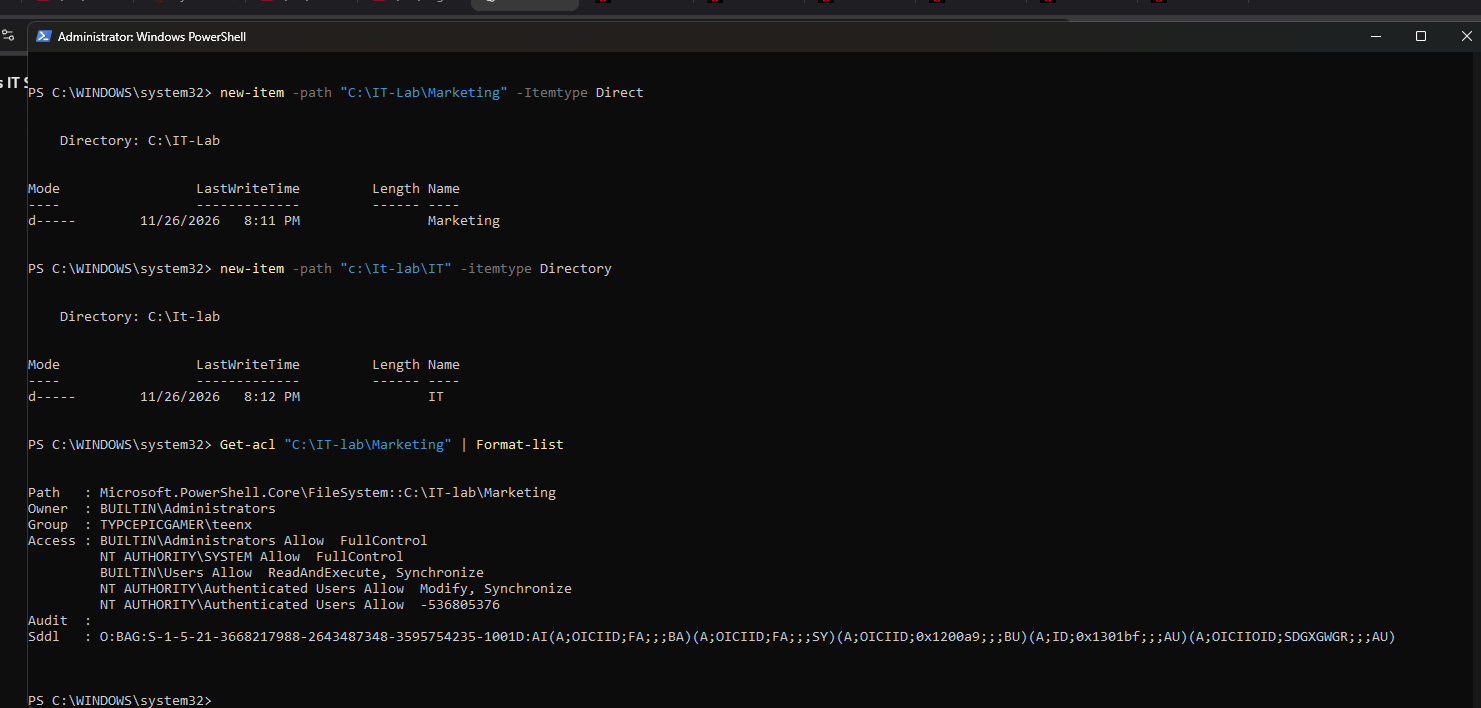 Administrator: Windows PowerShell
s IT S
PS C:\WINDOWS\system32> new-item -path "C:\IT-Lab\Marketing" -Itemtype Direct
Directory: C:\IT-Lab
Mode LastWriteTime Length Name
---- ------------- ------ ----
d----- 11/26/2026 8:11 PM Marketing
PS C:\WINDOWS\system32> new-item -path "c:\It-lab\IT" -itemtype Directory
Directory: C:\It-lab
Mode LastWriteTime Length Name
---- ------------- ------ ----
d----- 11/26/2026 8:12 PM IT
PS C:\WINDOWS\system32> Get-acl "C:\IT-lab\Marketing" | Format-list
Path : Microsoft.PowerShell.Core\FileSystem::C:\IT-lab\Marketing
Owner : BUILTIN\Administrators
Group : TYPCEPICGAMER\teenx
Access : BUILTIN\Administrators Allow FullControl
NT AUTHORITY\SYSTEM Allow FullControl
BUILTIN\Users Allow ReadAndExecute, Synchronize
NT AUTHORITY\Authenticated Users Allow Modify, Synchronize
NT AUTHORITY\Authenticated Users Allow -536805376
Audit :
Sddl : O:BAG:S-1-5-21-3668217988-2643487348-3595754235-1001D:AI(A;OICIID;FA;;;BA)(A;OICIID;FA;;;SY)(A;OICIID;0x1200a9;;;BU)(A;ID;0x1301bf;;;AU)(A;OICIIOID;SDGXGWGR;;;AU)
PS C:\WINDOWS\system32>